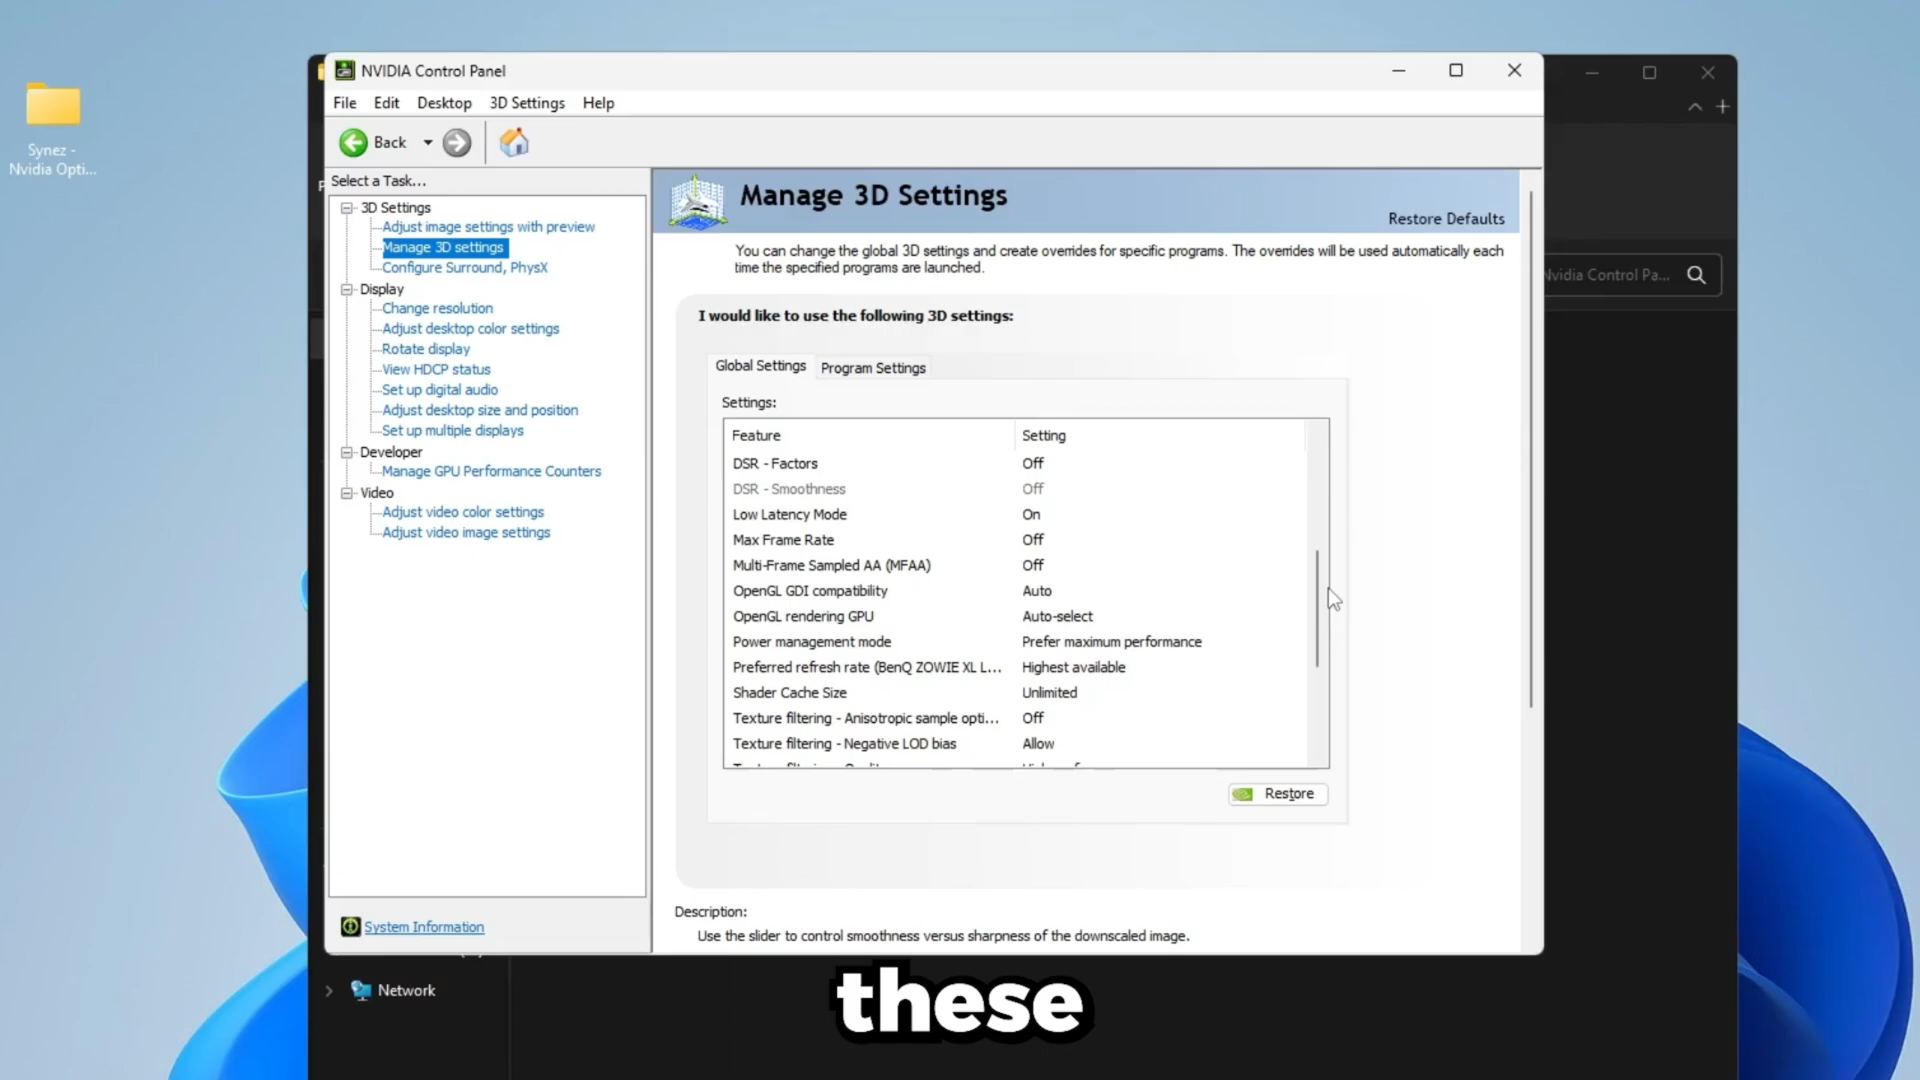 Synez -
Nvidia Opti...
NVIDIA Control Panel
File Edit Desktop 3D Settings Help
Back
Select a Task...
3D Settings
Adjust image settings with preview
Manage 3D settings
Configure Surround, PhysX
Display
Change resolution
Adjust desktop color settings
Rotate display
View HDCP status
Set up digital audio
Adjust desktop size and position
Set up multiple displays
Developer
Manage GPU Performance Counters
Video
Adjust video color settings
Adjust video image settings
System Information
Manage 3D Settings
Restore Defaults
You can change the global 3D settings and create overrides for specific programs. The overrides will be used automatically each
time the specified programs are launched.
I would like to use the following 3D settings:
Global Settings Program Settings
Settings:
Feature Setting
DSR - Factors Off
DSR - Smoothness Off
Low Latency Mode On
Max Frame Rate Off
Multi-Frame Sampled AA (MFAA) Off
OpenGL GDI compatibility Auto
OpenGL rendering GPU Auto-select
Power management mode Prefer maximum performance
Preferred refresh rate (BenQ ZOWIE XL L... Highest available
Shader Cache Size Unlimited
Texture filtering - Anisotropic sample opti... Off
Texture filtering - Negative LOD bias Allow
Restore
Description:
Use the slider to control smoothness versus sharpness of the downscaled image.
Nvidia Control Pa...
Network
these